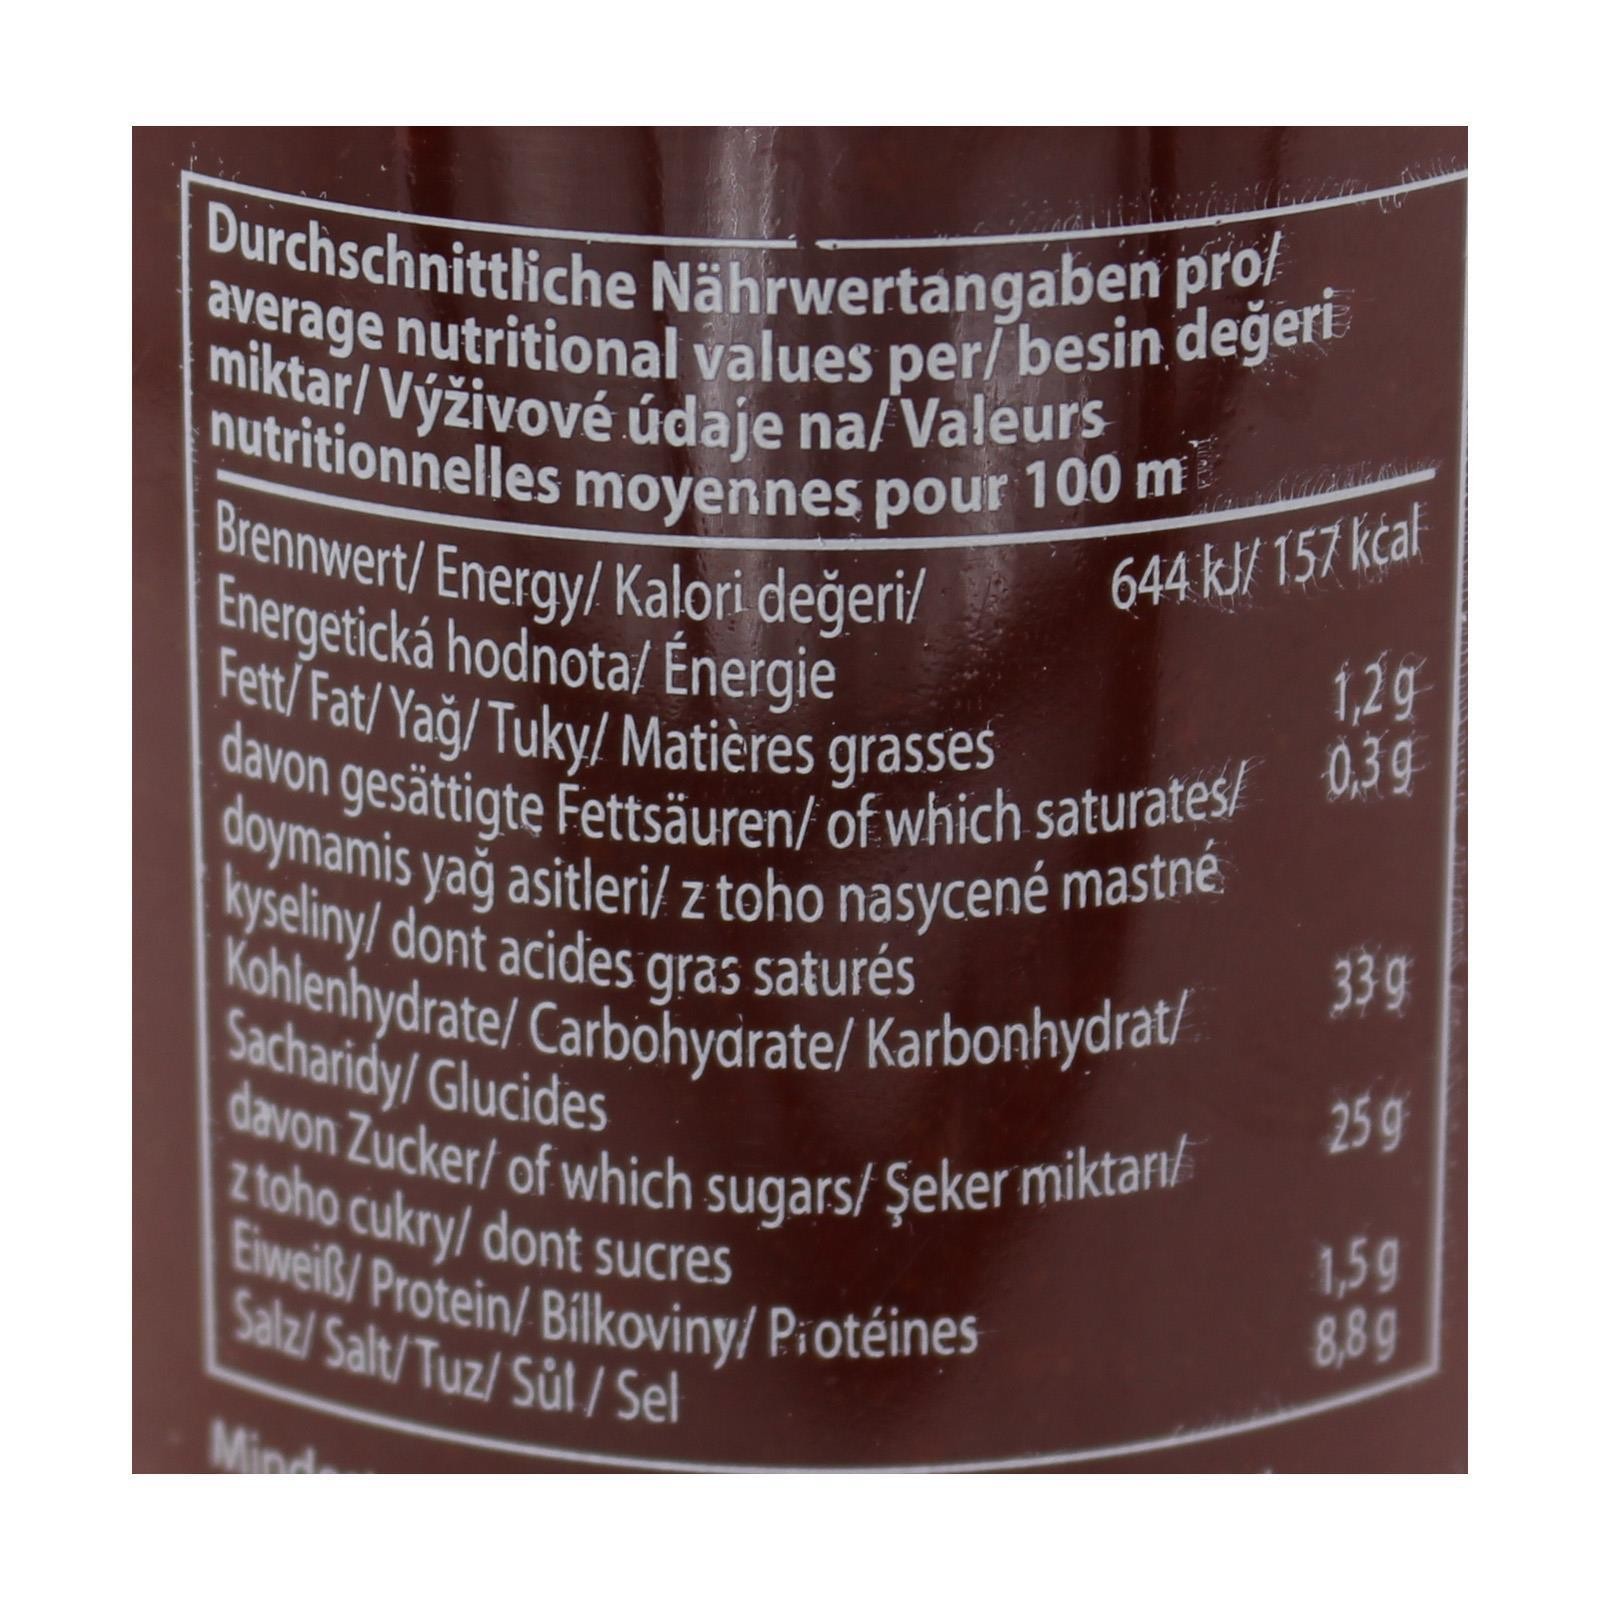 Durchschnittliche Nährwertangaben pro/
average nutritional values per/ besin değeri
miktar/ Výživové údaje na/ Valeurs
nutritionnelles moyennes pour 100 m
Brennwert/ Energy/ Kalori değeri/ 644 kJ/ 157 kcal
Energetická hodnota/ Énergie
Fett/ Fat/ Yağ/ Tuky/ Matières grasses 1,2 g
davon gesättigte Fettsäuren/ of which saturates/ 0,3 g
doymamis yağ asitleri/ z toho nasycené mastné
kyseliny/ dont acides gras saturés
Kohlenhydrate/ Carbohydrate/ Karbonhydrat/ 33 g
Sacharidy/ Glucides
davon Zucker/ of which sugars/ Şeker miktarı/ 25 g
z toho cukry/ dont sucres
Eiweiß/ Protein/ Bílkoviny/ Protéines 1,5 g
Salz/ Salt/ Tuz/ Sůl / Sel 8,8 g